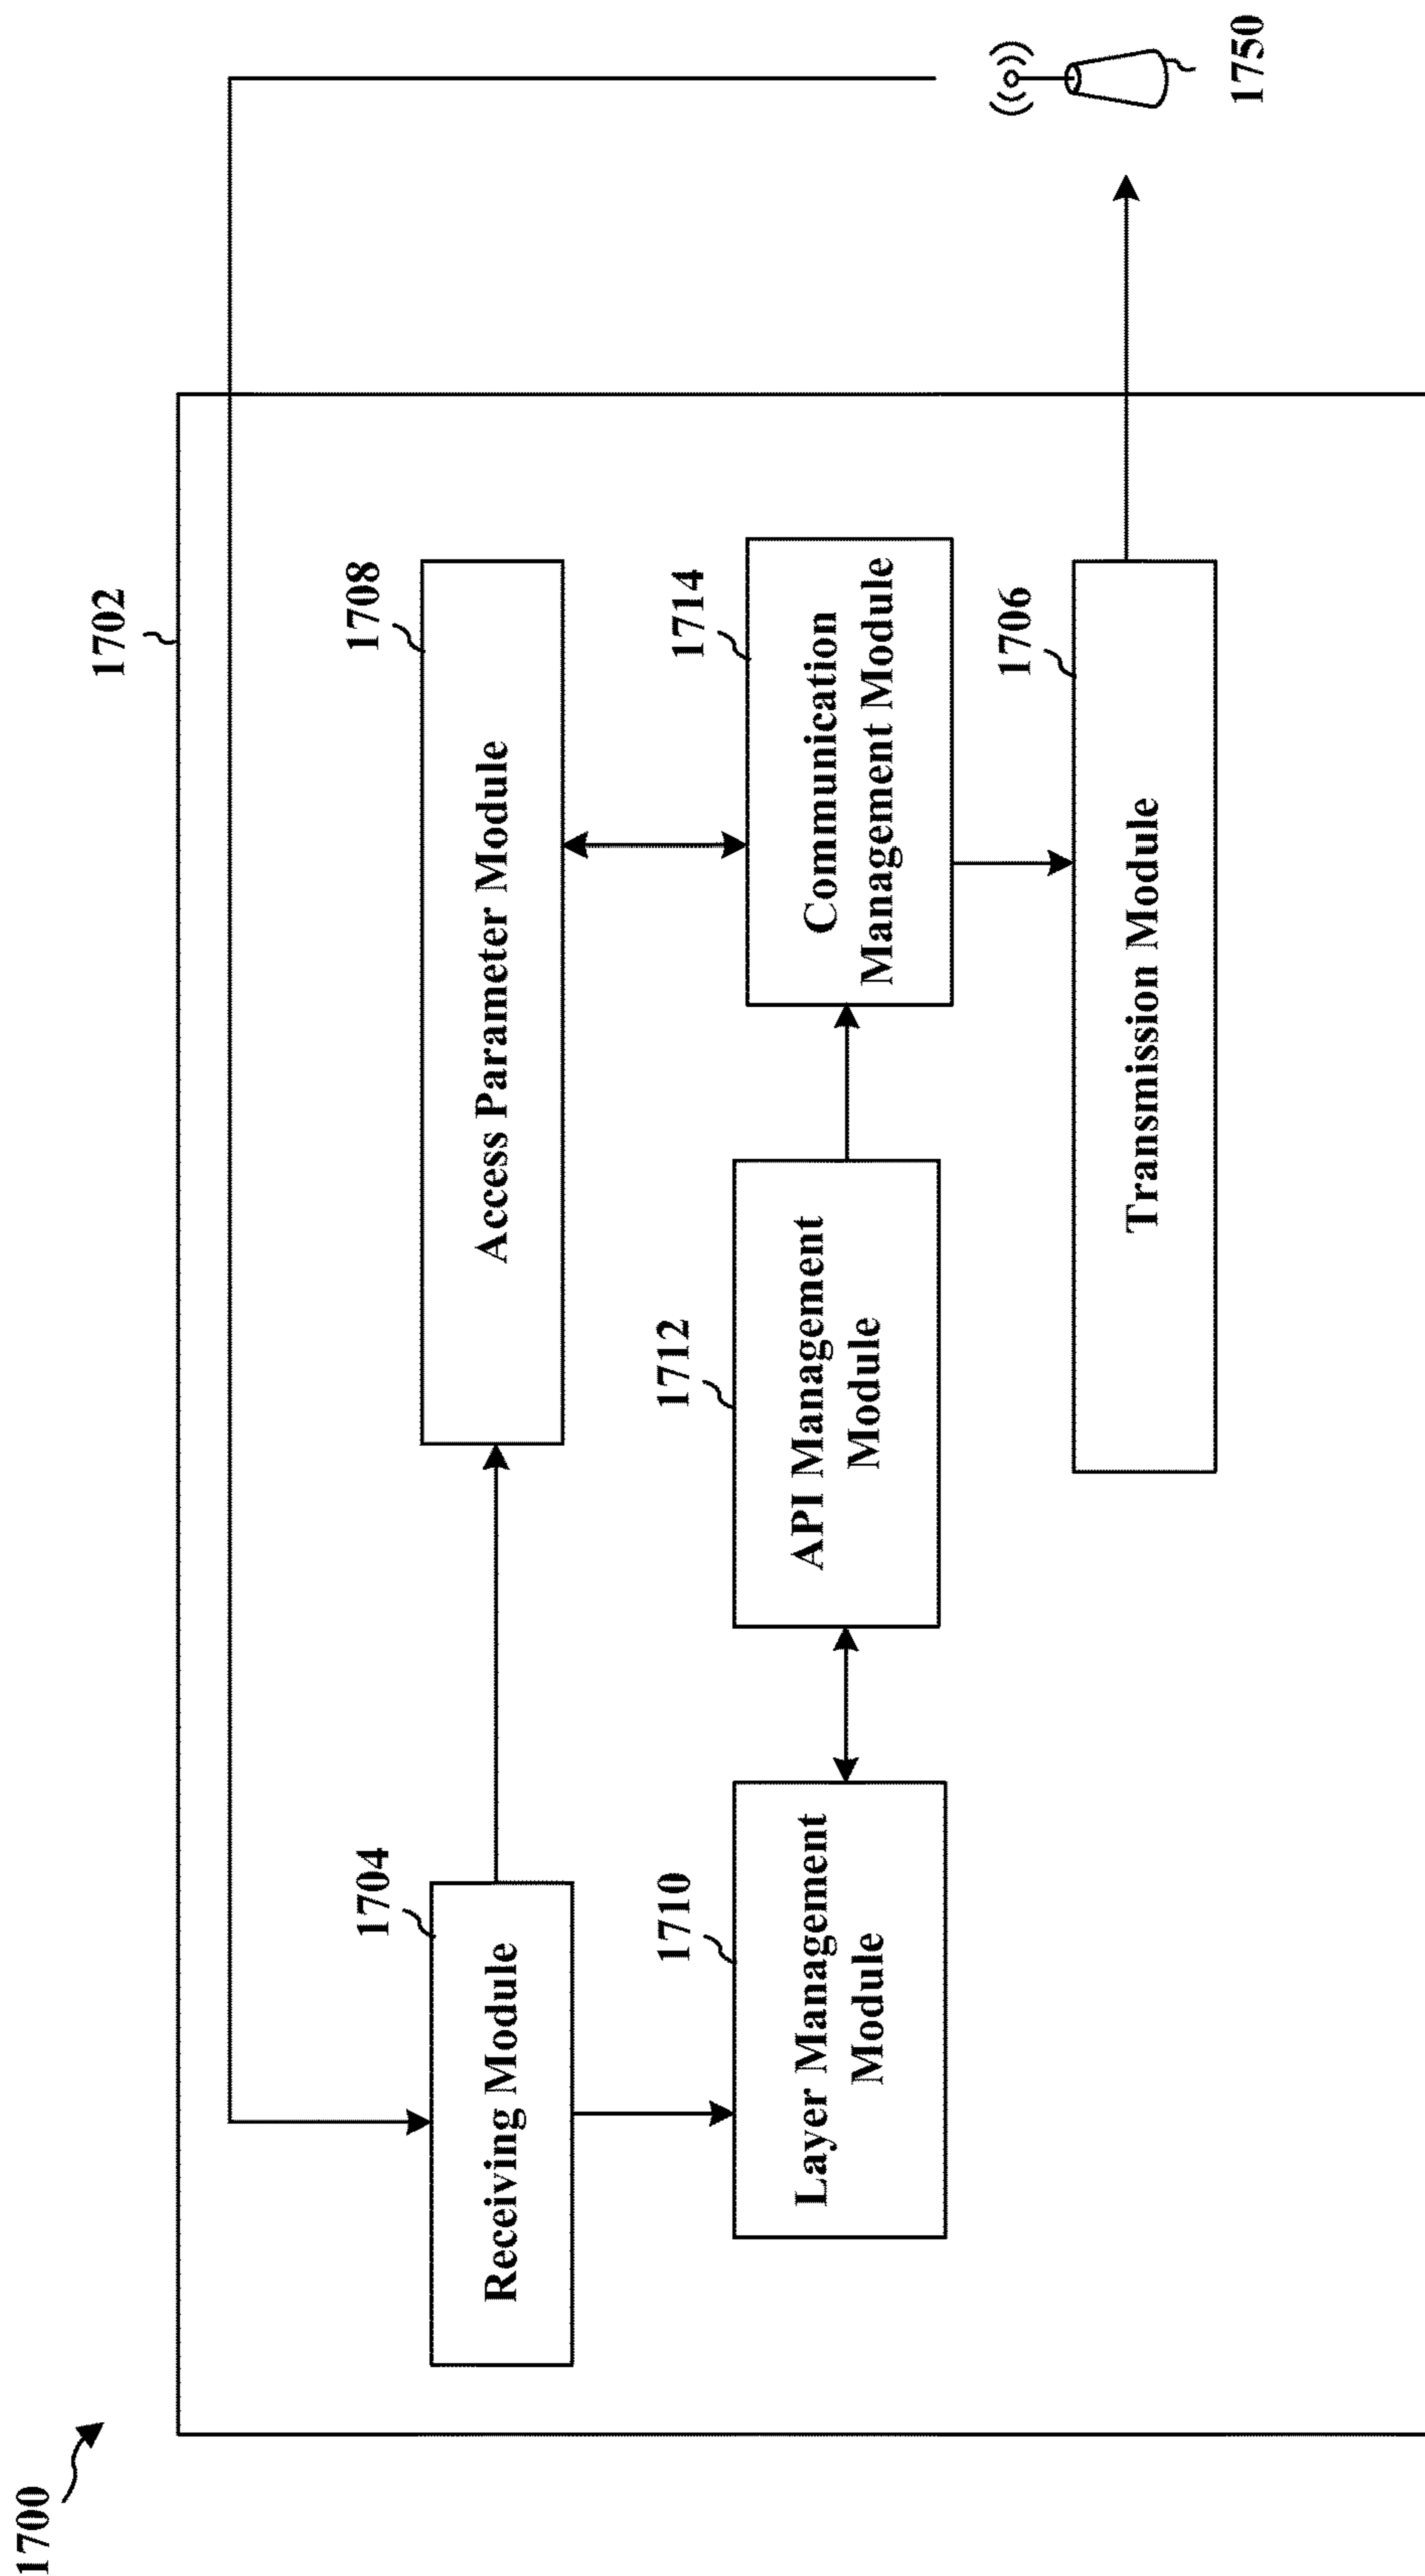 1700
1702
1704
Receiving Module
1708
Access Parameter Module
1710
Layer Management
Module
1712
API Management
Module
1714
Communication
Management Module
1706
Transmission Module
1750